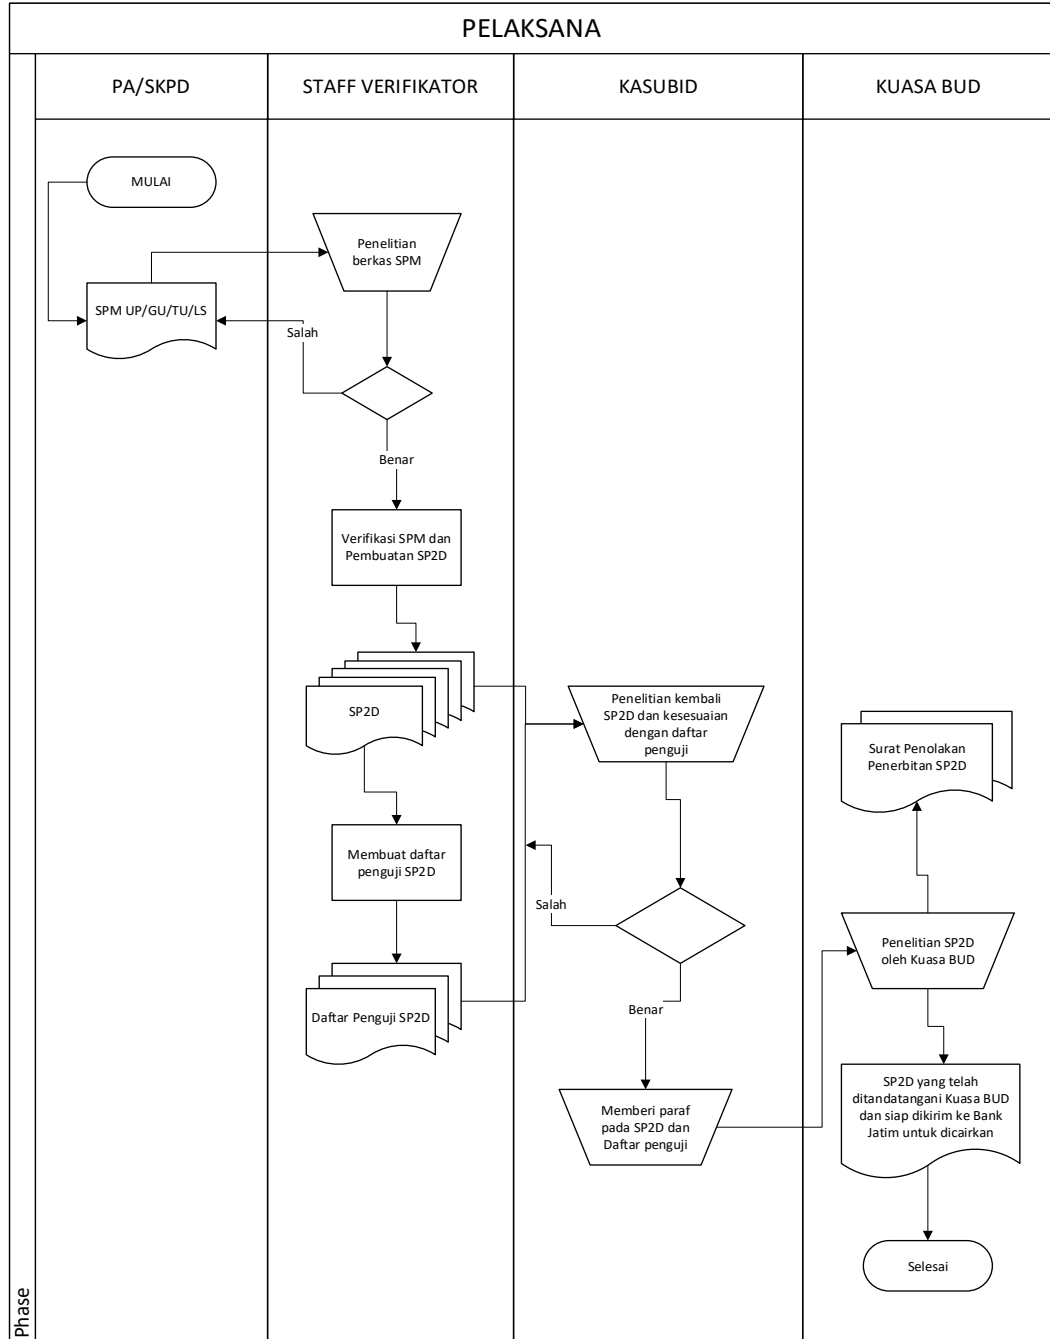 PELAKSANA
PA/SKPD
STAFF VERIFIKATOR
KASUBID
KUASA BUD
MULAI
Penelitian
berkas SPM
SPM UP/GU/TU/LS
Salah
Benar
Verifikasi SPM dan
Pembuatan SP2D
SP2D
Penelitian kembali
SP2D dan kesesuaian
dengan daftar
penguji
Surat Penolakan
Penerbitan SP2D
Membuat daftar
penguji SP2D
Salah
Penelitian SP2D
oleh Kuasa BUD
Daftar Penguji SP2D
Benar
Memberi paraf
pada SP2D dan
Daftar penguji
SP2D yang telah
ditandatangani Kuasa BUD
dan siap dikirim ke Bank
Jatim untuk dicairkan
Selesai
Phase